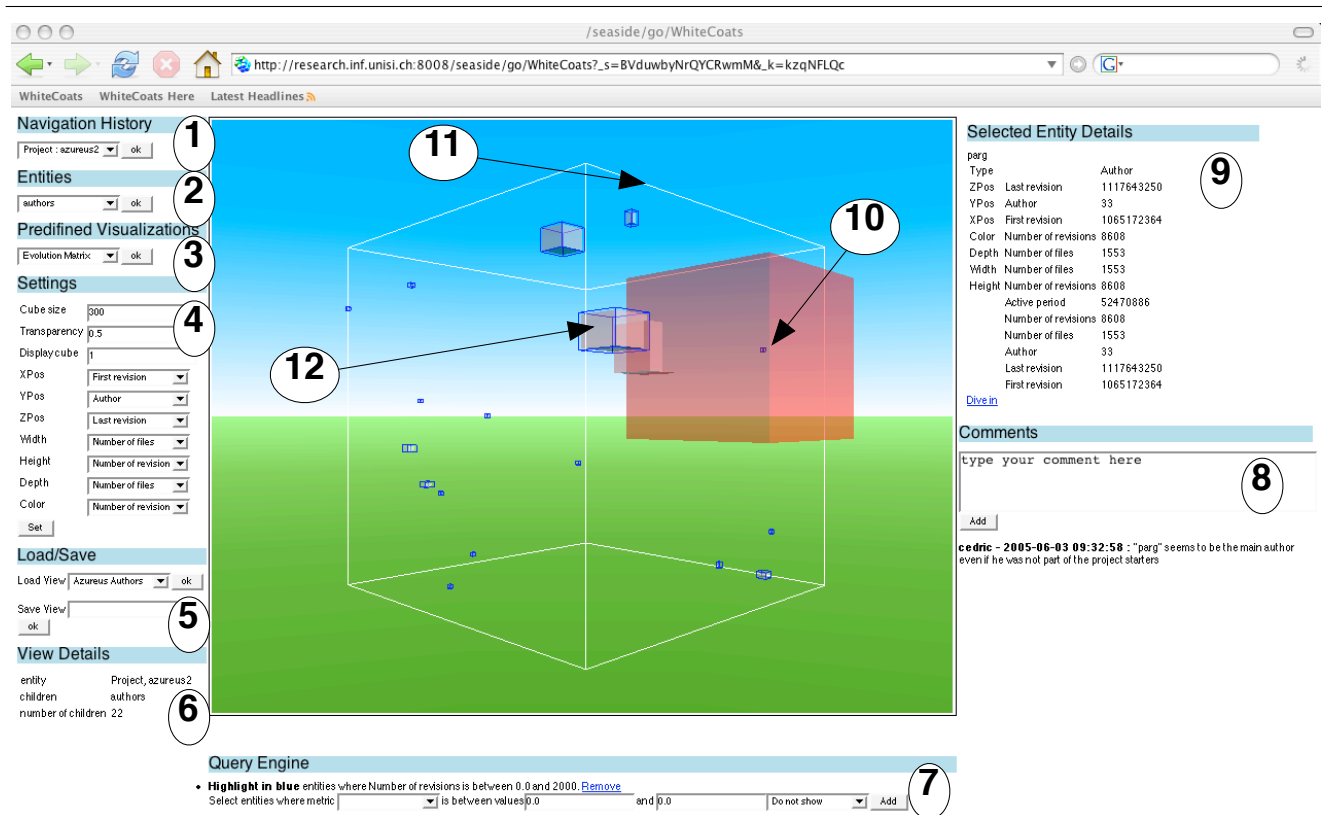 /seaside/go/WhiteCoats
http://research.inf.unisi.ch:8008/seaside/go/WhiteCoats?_s=BVduwbyNrQYCRwmM&_k=kzqNFLQc
G
WhiteCoats WhiteCoats Here Latest Headlines
Navigation History
1
Project : azureus2 ok
Entities
2
authors ok
Predifined Visualizations
3
Evolution Matrix ok
Settings
4
Cube size 300
Transparency 0.5
Display cube 1
XPos First revision
YPos Author
ZPos Last revision
Width Number of files
Height Number of revision
Depth Number of files
Color Number of revision
Set
Load/Save
Load View Azureus Authors ok
Save View
5
ok
View Details
entity Project, azureus2
children authors
number of children 22
6
11
10
12
Selected Entity Details
9
parg
Type Author
ZPos Last revision 1117643250
YPos Author 33
XPos First revision 1065172364
Color Number of revisions 8608
Depth Number of files 1553
Width Number of files 1553
Height Number of revisions 8608
Active period 52470886
Number of revisions 8608
Number of files 1553
Author 33
Last revision 1117643250
First revision 1065172364
Dive in
Comments
type your comment here
8
Add
cedric - 2005-06-03 09:32:58 : "parg" seems to be the main author
even if he was not part of the project starters
Query Engine
7
• Highlight in blue entities where Number of revisions is between 0.0 and 2000. Remove
Select entities where metric is between values 0.0 and 0.0 Do not show Add